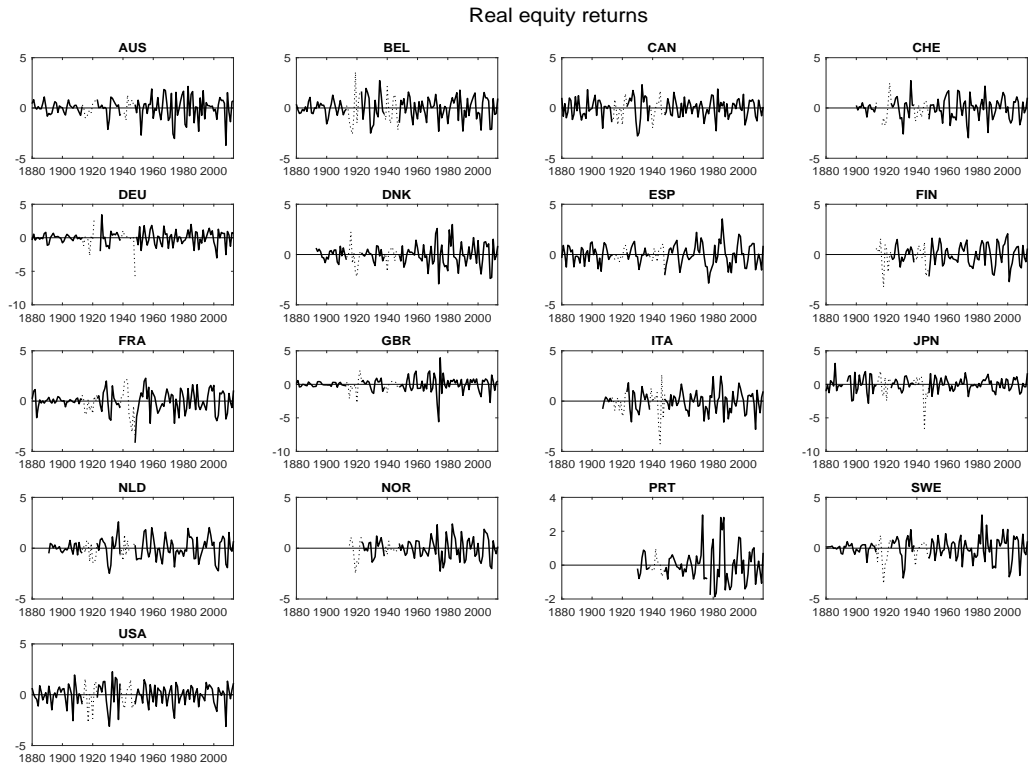 Real equity returns
AUS BEL CAN CHE
5 5 5 5
0 0 0 0
-5 -5 -5 -5
1880 1900 1920 1940 1960 1980 2000 1880 1900 1920 1940 1960 1980 2000 1880 1900 1920 1940 1960 1980 2000 1880 1900 1920 1940 1960 1980 2000
DEU DNK ESP FIN
5 5 5 5
0 0 0 0
-5
-10 -5 -5 -5
1880 1900 1920 1940 1960 1980 2000 1880 1900 1920 1940 1960 1980 2000 1880 1900 1920 1940 1960 1980 2000 1880 1900 1920 1940 1960 1980 2000
FRA GBR ITA JPN
5 5 5 5
0 0 0 0
-5 -5
-5 -10 -5 -10
1880 1900 1920 1940 1960 1980 2000 1880 1900 1920 1940 1960 1980 2000 1880 1900 1920 1940 1960 1980 2000 1880 1900 1920 1940 1960 1980 2000
NLD NOR PRT SWE
5 5 4 5
2
0 0 0 0
-5 -5 -2 -5
1880 1900 1920 1940 1960 1980 2000 1880 1900 1920 1940 1960 1980 2000 1880 1900 1920 1940 1960 1980 2000 1880 1900 1920 1940 1960 1980 2000
USA
5
0
-5
1880 1900 1920 1940 1960 1980 2000